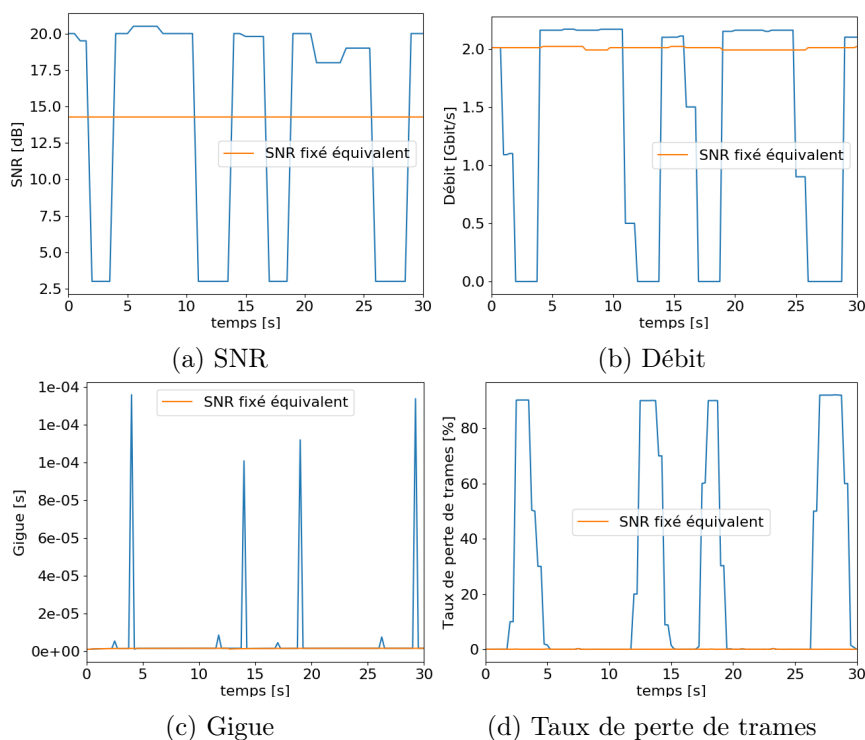 20.0
17.5
15.0
12.5
10.0
7.5
5.0
2.5
SNR [dB]
SNR fixé équivalent
0 5 10 15 20 25 30
temps [s]
(a) SNR
2.0
1.5
1.0
0.5
0.0
Débit [Gbit/s]
SNR fixé équivalent
0 5 10 15 20 25 30
temps [s]
(b) Débit
1e-04
1e-04
1e-04
8e-05
6e-05
4e-05
2e-05
0e+00
Gigue [s]
SNR fixé équivalent
0 5 10 15 20 25 30
temps [s]
(c) Gigue
80
60
40
20
0
Taux de perte de trames [%]
SNR fixé équivalent
0 5 10 15 20 25 30
temps [s]
(d) Taux de perte de trames